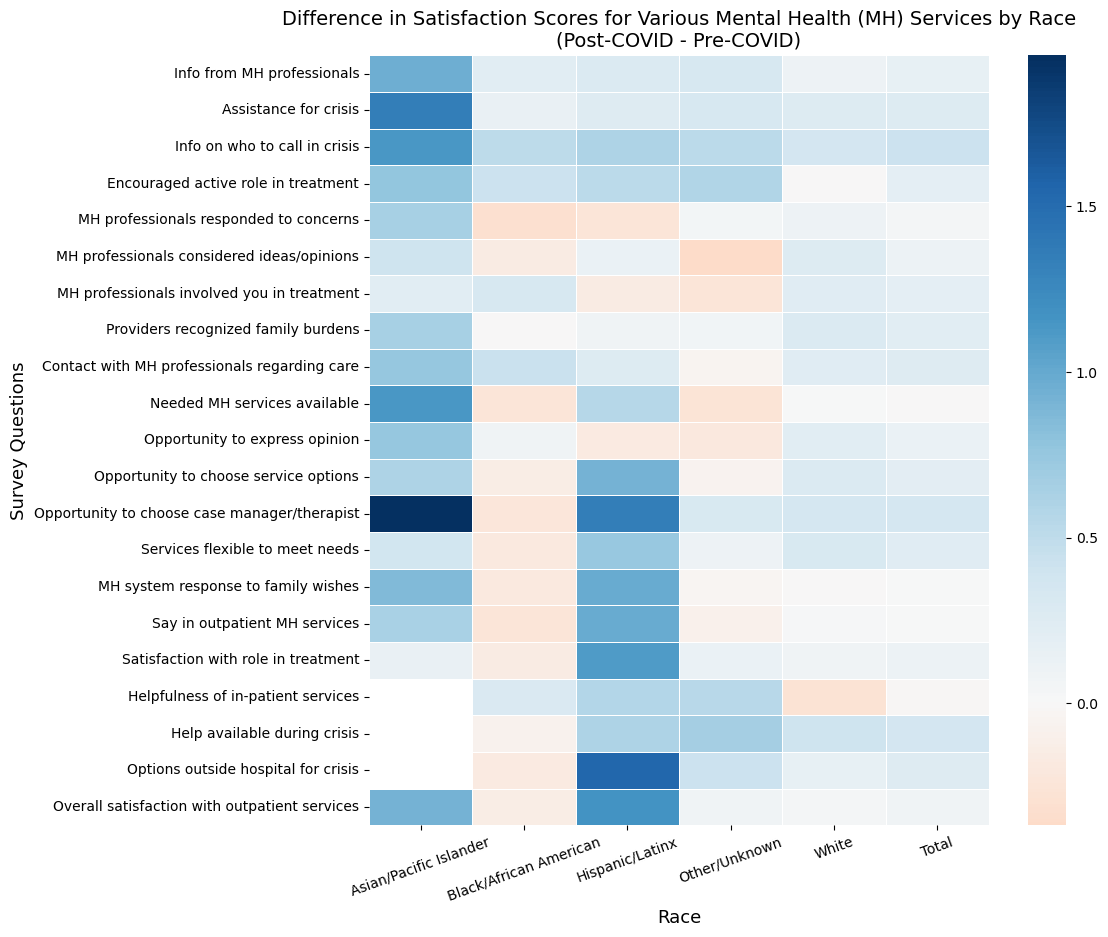 Difference in Satisfaction Scores for Various Mental Health (MH) Services by Race
(Post-COVID - Pre-COVID)
Survey Questions
Info from MH professionals
Assistance for crisis
Info on who to call in crisis
Encouraged active role in treatment
MH professionals responded to concerns
MH professionals considered ideas/opinions
MH professionals involved you in treatment
Providers recognized family burdens
Contact with MH professionals regarding care
Needed MH services available
Opportunity to express opinion
Opportunity to choose service options
Opportunity to choose case manager/therapist
Services flexible to meet needs
MH system response to family wishes
Say in outpatient MH services
Satisfaction with role in treatment
Helpfulness of in-patient services
Help available during crisis
Options outside hospital for crisis
Overall satisfaction with outpatient services
Asian/Pacific Islander
Black/African American
Hispanic/Latinx
Other/Unknown
White
Total
Race
1.5
1.0
0.5
0.0